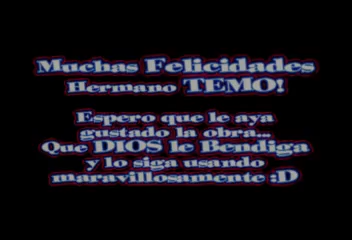 Muchas Felicidades
Hermano TEMO!
Espero que le aya
gustado la obra...
Que DIOS le Bendiga
y lo siga usando
maravillosamente :D